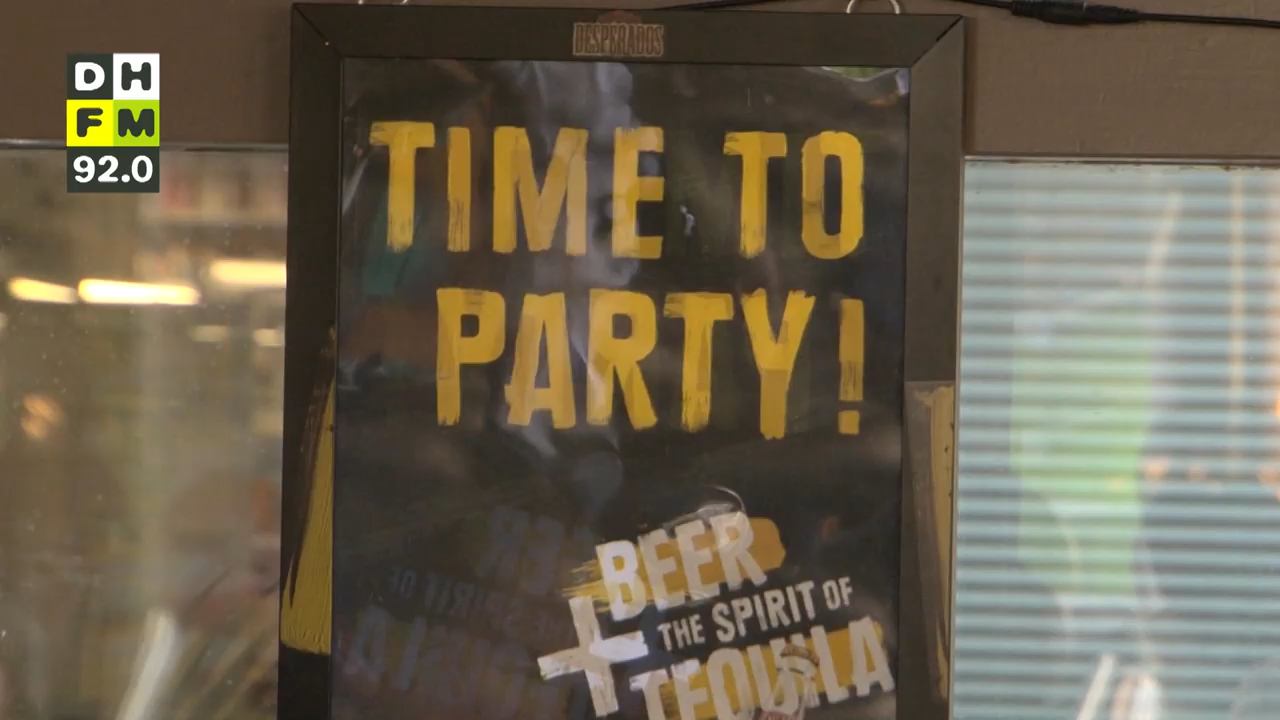 DESPERADOS
DH
FM
92.0
TIME TO
PARTY!
BEER
+ THE SPIRIT OF
TEQUILA